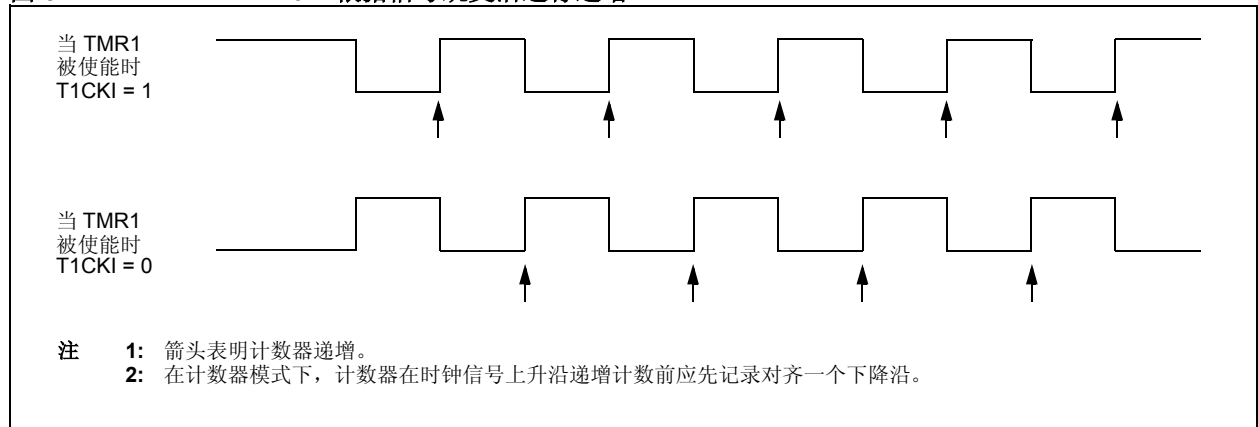 当 TMR1
被使能时
T1CKI = 1
当 TMR1
被使能时
T1CKI = 0
注 1: 箭头表明计数器递增。
2: 在计数器模式下，计数器在时钟信号上升沿递增计数前应先记录对齐一个下降沿。